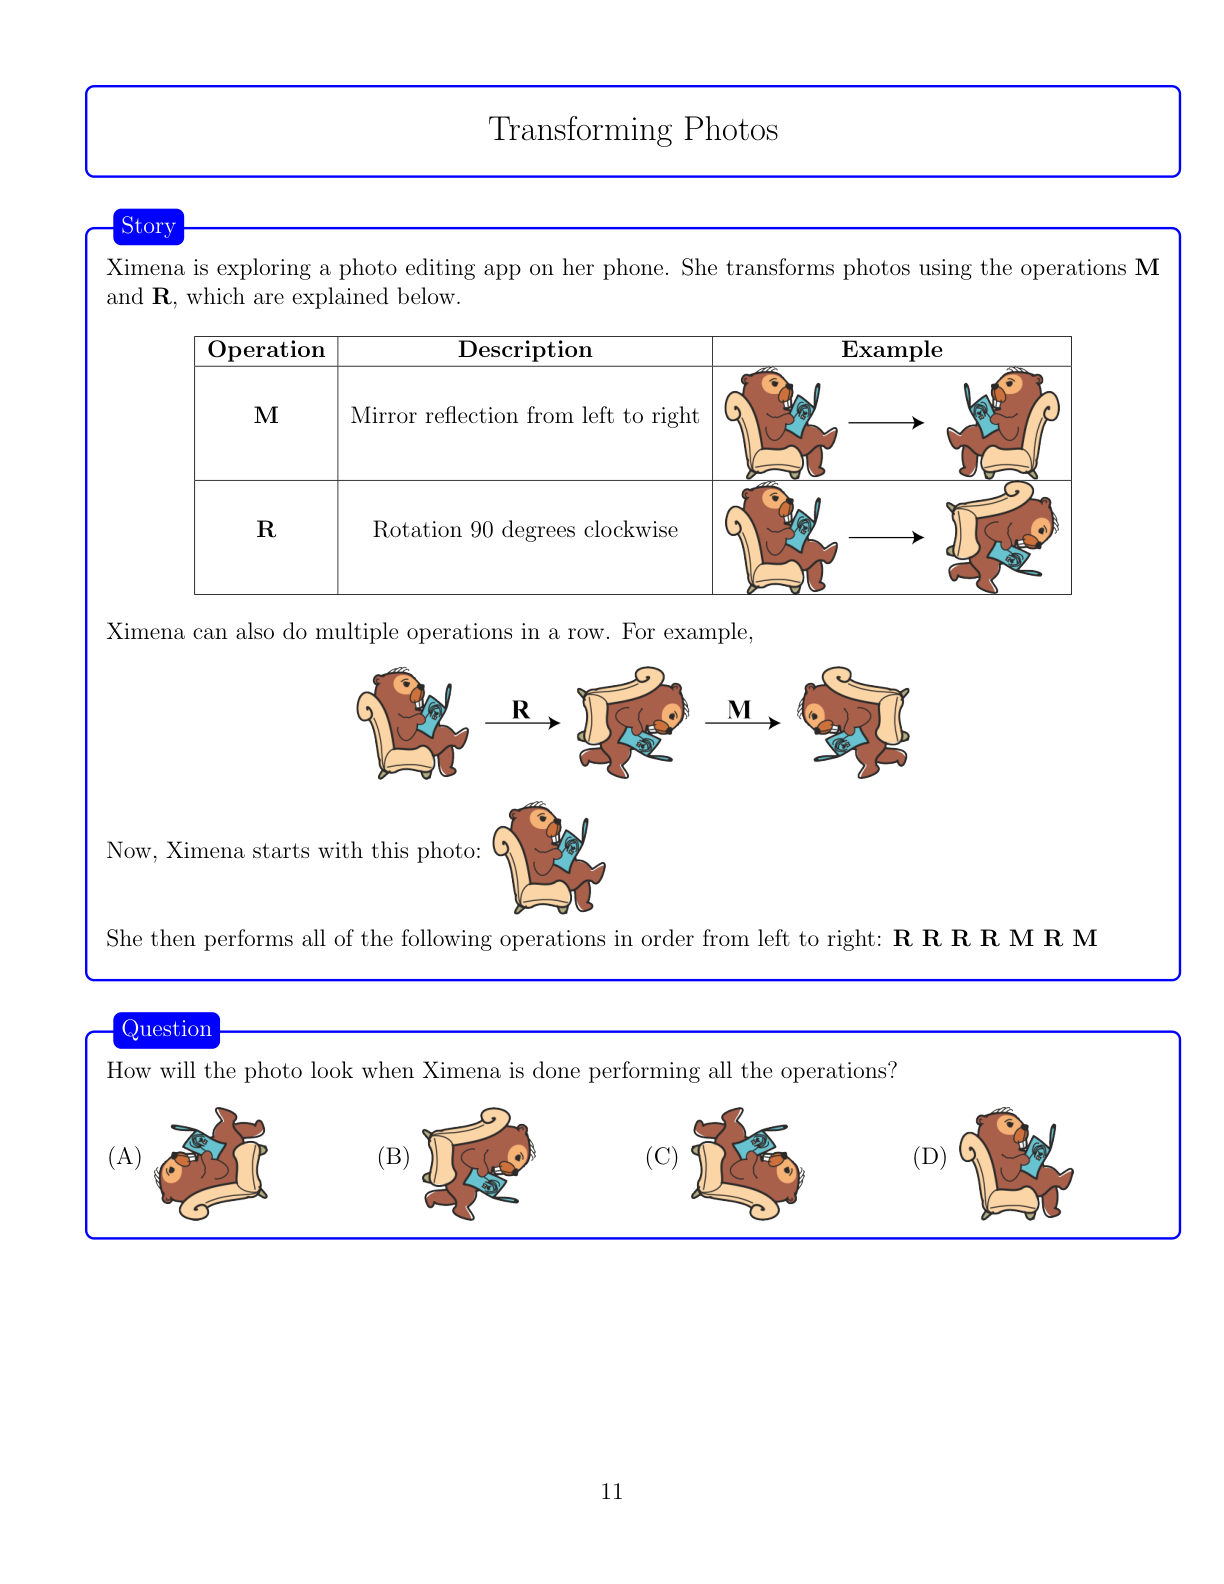 Transforming Photos
Story
Ximena is exploring a photo editing app on her phone. She transforms photos using the operations M
and R, which are explained below.
Operation Description Example
M Mirror reflection from left to right
R Rotation 90 degrees clockwise
Ximena can also do multiple operations in a row. For example,
R M
Now, Ximena starts with this photo:
She then performs all of the following operations in order from left to right: R R R R M R M
Question
How will the photo look when Ximena is done performing all the operations?
(A) (B) (C) (D)
11